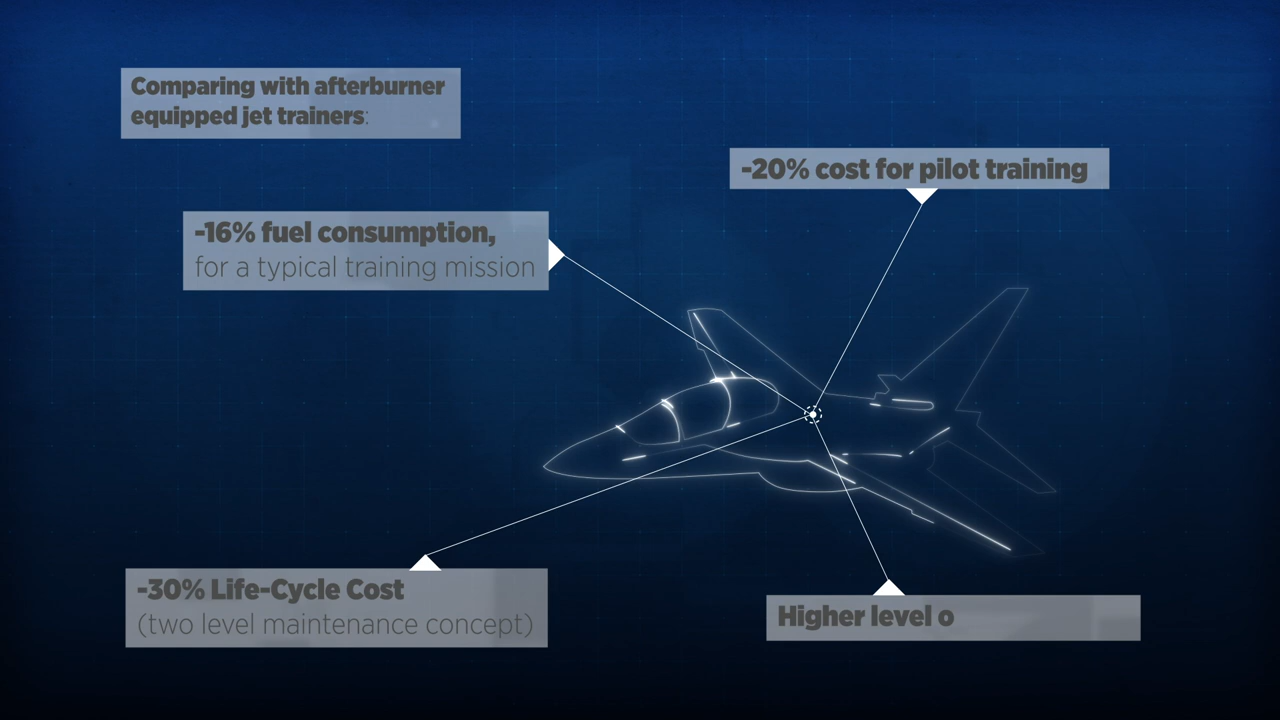 Comparing with afterburner
equipped jet trainers:
-20% cost for pilot training
-16% fuel consumption,
for a typical training mission
-30% Life-Cycle Cost
(two level maintenance concept)
Higher level o